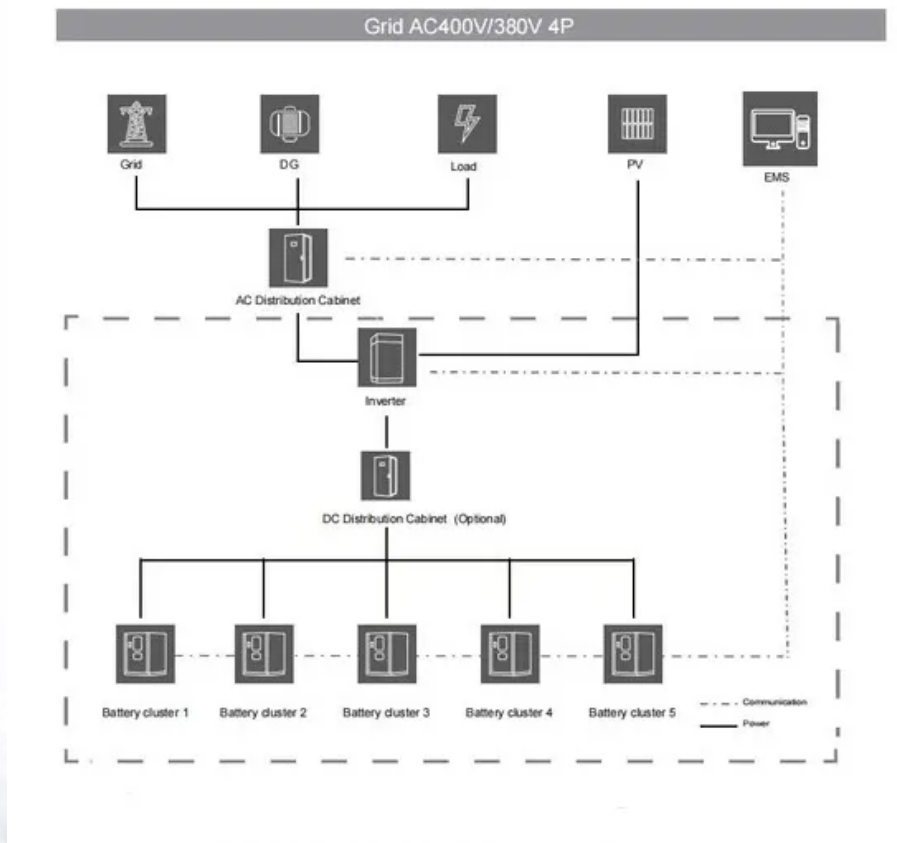 Grid AC400V/380V 4P
Grid
DG
Load
PV
EMS
AC Distribution Cabinet
Inverter
DC Distribution Cabinet (Optional)
Battery cluster 1
Battery cluster 2
Battery cluster 3
Battery cluster 4
Battery cluster 5
Communication
Power